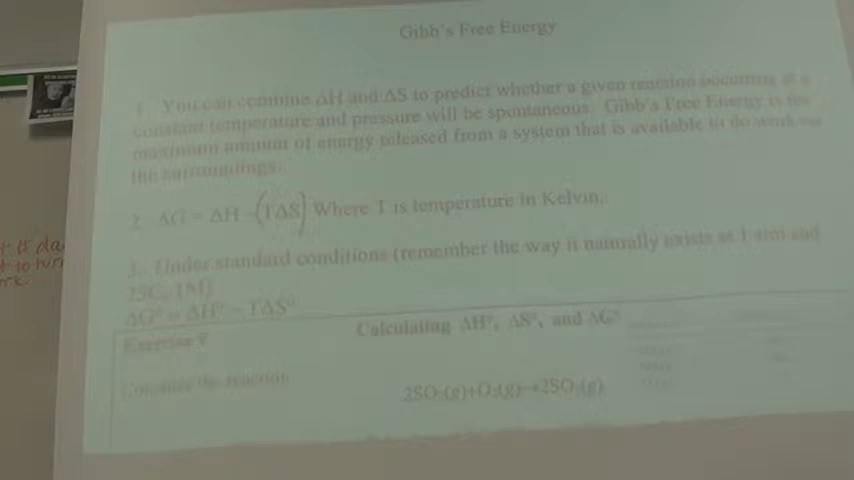 Gibb's Free Energy
1. You can combine ΔH and ΔS to predict whether a given reaction occurring at a
constant temperature and pressure will be spontaneous. Gibb's Free Energy is the
maximum amount of energy released from a system that is available to do work on
the surroundings.
2. ΔG = ΔH - (TΔS) Where T is temperature in Kelvin.
3. Under standard conditions (remember the way it naturally exists at 1 atm and
25C, 1M)
ΔG° = ΔH° - TΔS°
Exercise
Calculating ΔH°, ΔS°, and ΔG°
Consider the reaction
2SO₂(g)+O₂(g)→2SO₃(g)